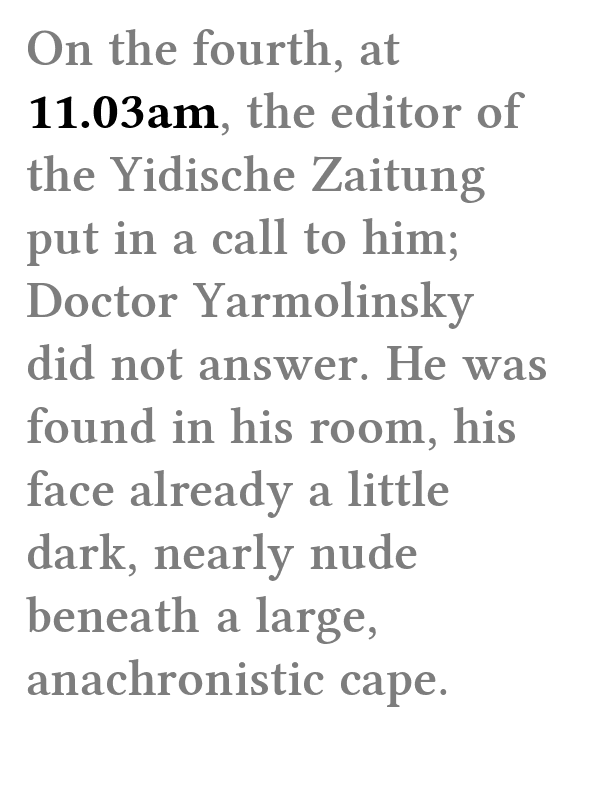 On the fourth, at
11.03am, the editor of
the Yidische Zaitung
put in a call to him;
Doctor Yarmolinsky
did not answer. He was
found in his room, his
face already a little
dark, nearly nude
beneath a large,
anachronistic cape.